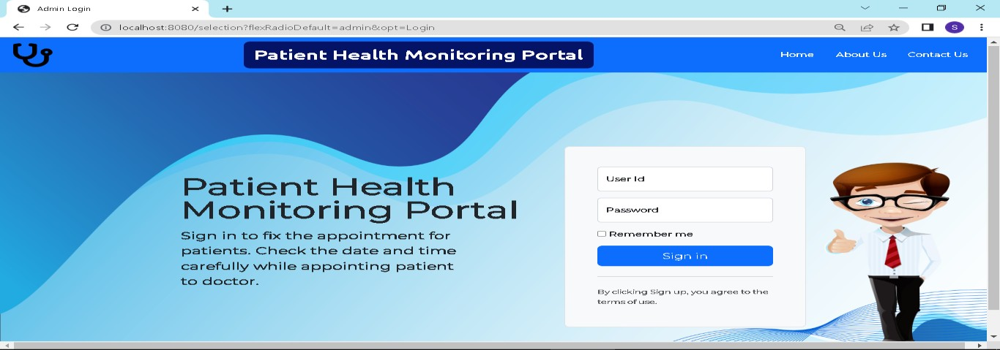 Admin Login
localhost:8080/selection?flexRadioDefault=admin&opt=Login
S
Patient Health Monitoring Portal
Home About Us Contact Us
Patient Health
Monitoring Portal
Sign in to fix the appointment for
patients. Check the date and time
carefully while appointing patient
to doctor.
User Id
Password
Remember me
Sign in
By clicking Sign up, you agree to the
terms of use.